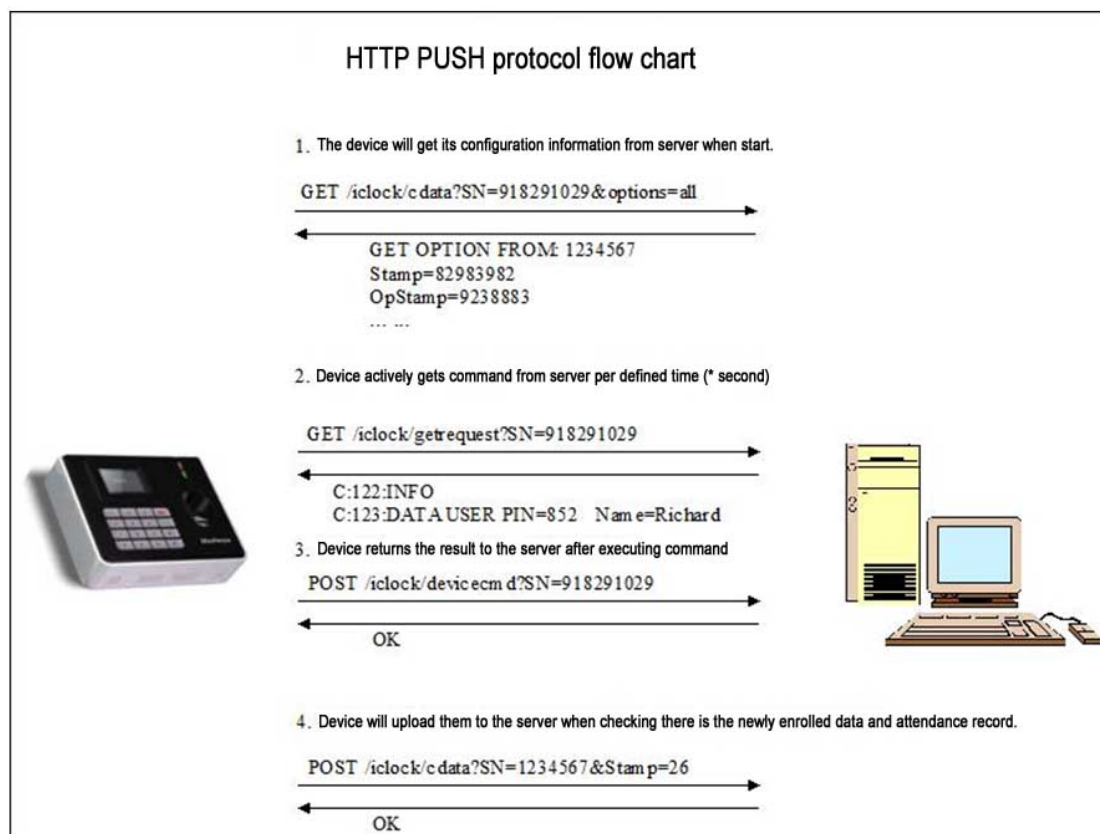 HTTP PUSH protocol flow chart
1. The device will get its configuration information from server when start.
GET /iclock/cdata?SN=918291029&options=all
GET OPTION FROM: 1234567
Stamp=82983982
OpStamp=9238883
... ...
2. Device actively gets command from server per defined time (* second)
GET /iclock/getrequest?SN=918291029
C:122:INFO
C:123:DATA USER PIN=852 Name=Richard
3. Device returns the result to the server after executing command
POST /iclock/devicecmd?SN=918291029
OK
4. Device will upload them to the server when checking there is the newly enrolled data and attendance record.
POST /iclock/cdata?SN=1234567&Stamp=26
OK